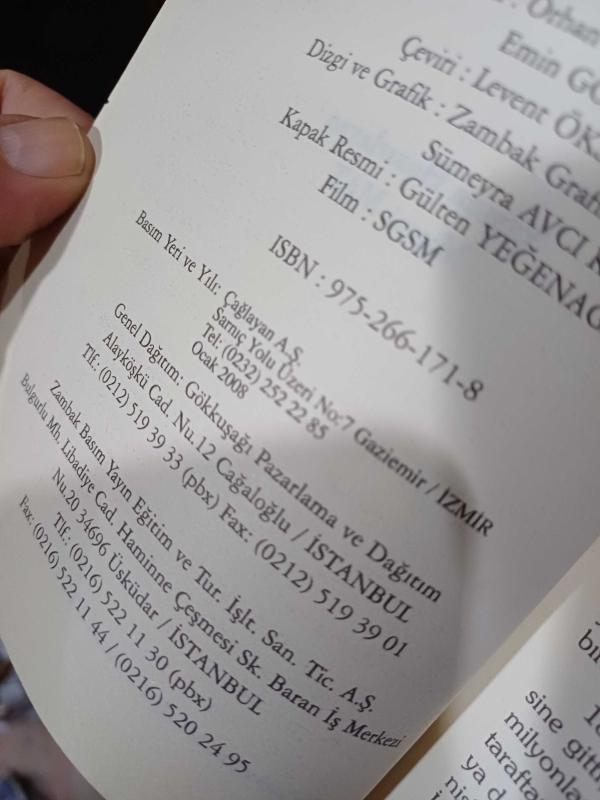 : Orhan
Emin
Çeviri : Levent
Dizgi ve Grafik : Zambak
Sümeyra AVCI
Kapak Resmi : Gülten
Film : SGSM
ISBN : 975-266-171-8
Basım Yeri ve Yılı: Çağlayan A.Ş.
Sarnıç Yolu Üzeri No:7 Gaziemir / İZMİR
Tel: (0232) 252 22 85
Ocak 2008
Genel Dağıtım: Gökkuşağı Pazarlama ve Dağıtım
Alayköşkü Cad. Nu.12 Cağaloğlu / İSTANBUL
Tlf.: (0212) 519 39 33 (pbx) Fax: (0212) 519 39 01
Zambak Basım Yayın Eğitim ve Tur. İşlt. San. Tic. A.Ş.
Bulgurlu Mh. Libadiye Cad. Haminne Çeşmesi Sk. Baran İş Merkezi
Nu.20 34696 Üsküdar / İSTANBUL
Tlf.: (0216) 522 11 30 (pbx)
Fax: (0216) 522 11 44 / (0216) 520 24 95
sine
milyonla
tarafta
ya